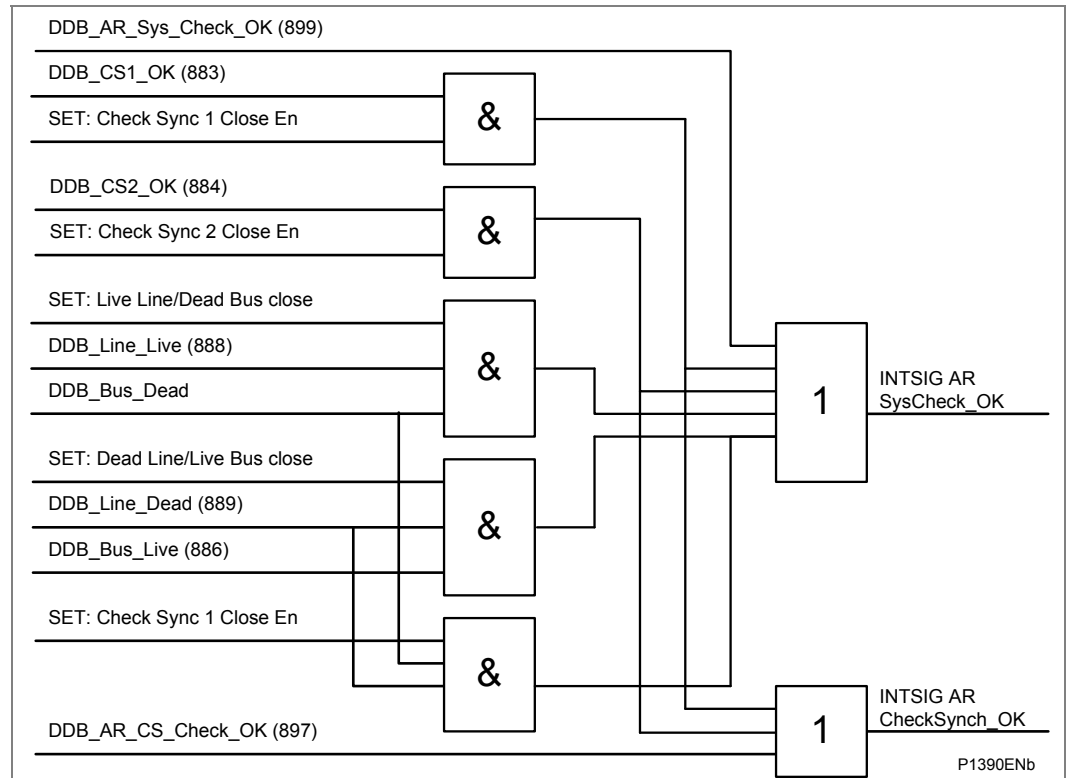 DDB_AR_Sys_Check_OK (899)
DDB_CS1_OK (883)
SET: Check Sync 1 Close En
&
DDB_CS2_OK (884)
SET: Check Sync 2 Close En
&
SET: Live Line/Dead Bus close
DDB_Line_Live (888)
DDB_Bus_Dead
&
SET: Dead Line/Live Bus close
DDB_Line_Dead (889)
DDB_Bus_Live (886)
&
SET: Check Sync 1 Close En
&
DDB_AR_CS_Check_OK (897)
1
INTSIG AR
SysCheck_OK
1
INTSIG AR
CheckSynch_OK
P1390ENb